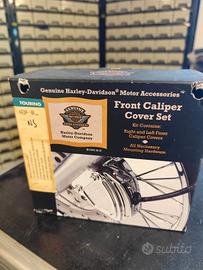 Genuine Harley-Davidson® Motor Accessories
TOURING
NS
Harley-Davidson
Motor Company
Front Caliper
Cover Set
Kit Contains:
Right and Left Front
Caliper Covers
All Necessary
Mounting Hardware
subito